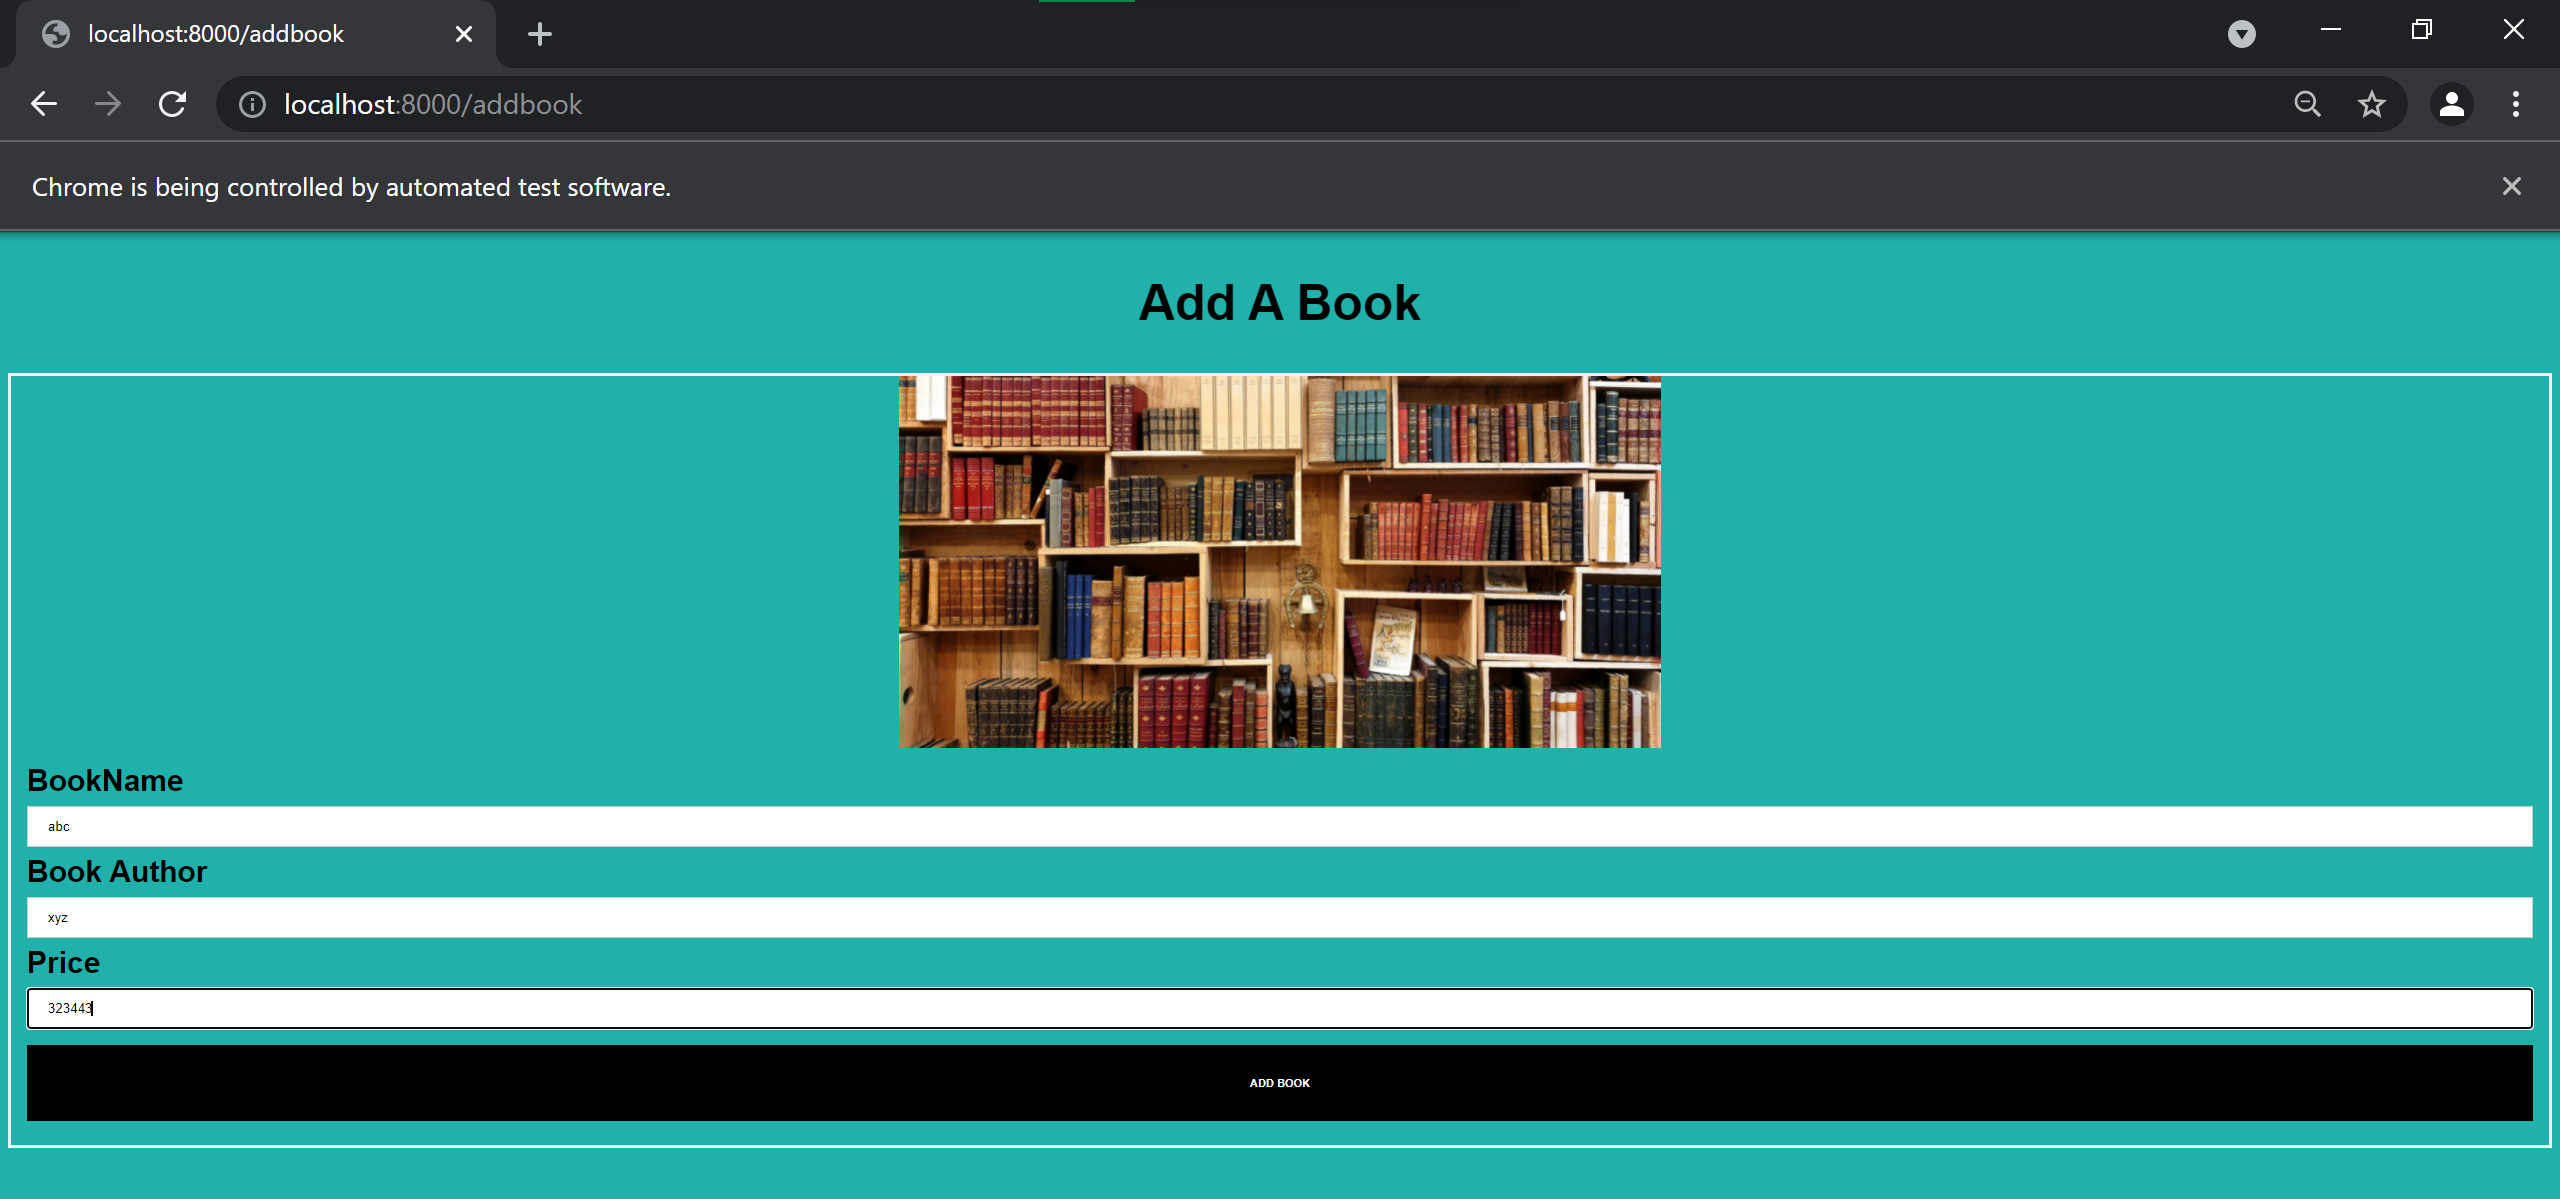 localhost:8000/addbook
localhost:8000/addbook
Chrome is being controlled by automated test software.
Add A Book
BookName
abc
Book Author
xyz
Price
323443
ADD BOOK